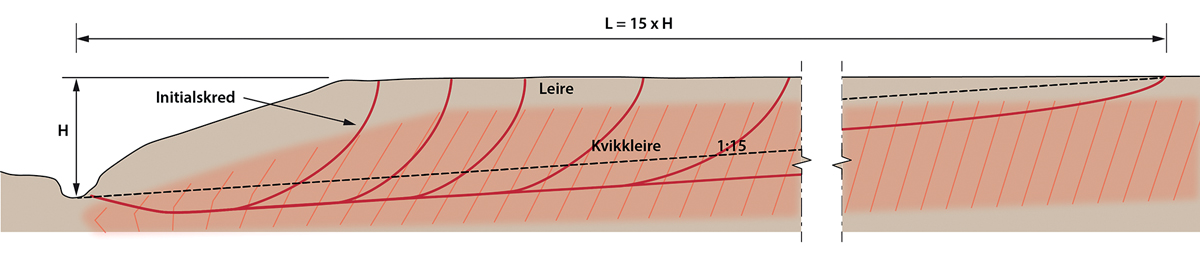 L = 15 x H
Initialskred
Leire
H
Kvikkleire
1:15